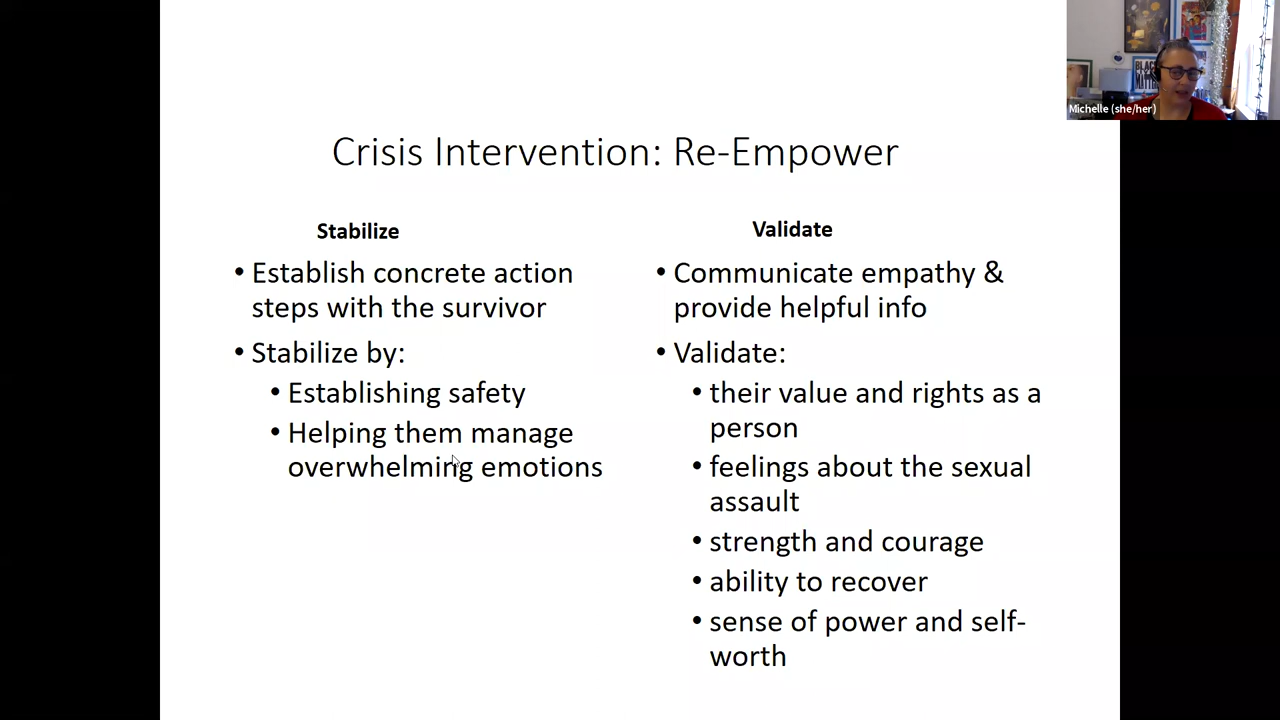 Michelle (she/her)
Crisis Intervention: Re-Empower
Stabilize
• Establish concrete action
steps with the survivor
• Stabilize by:
• Establishing safety
• Helping them manage
overwhelming emotions
Validate
• Communicate empathy &
provide helpful info
• Validate:
• their value and rights as a
person
• feelings about the sexual
assault
• strength and courage
• ability to recover
• sense of power and self-
worth